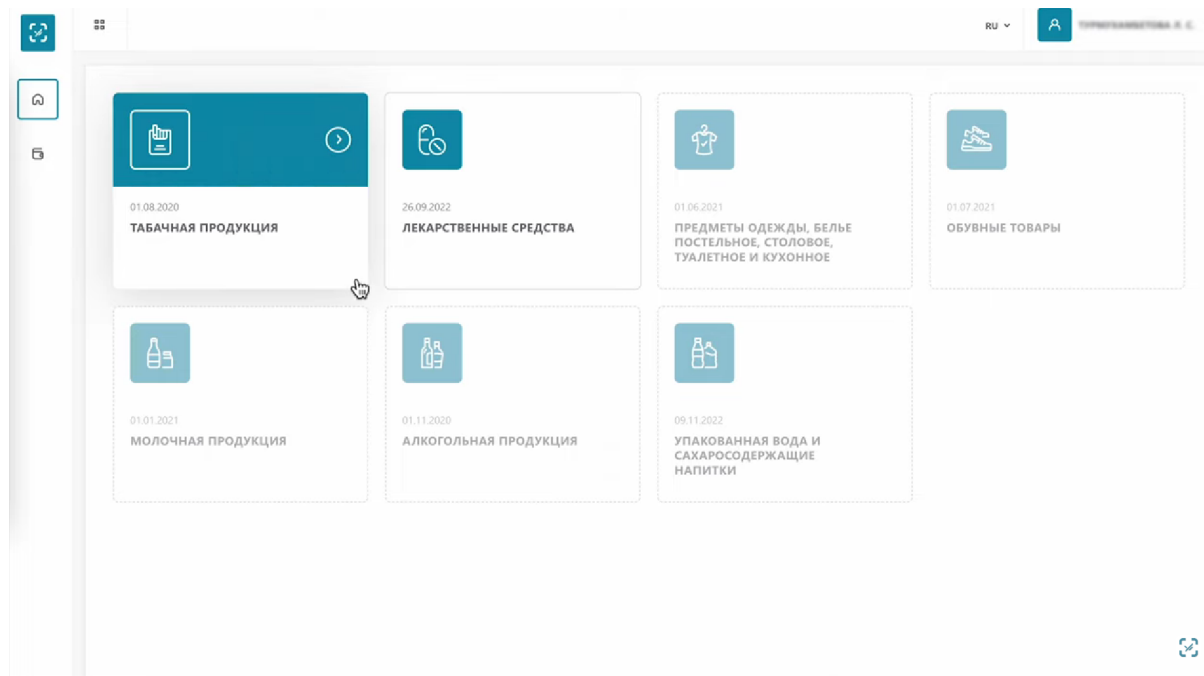 RU
01.08.2020
ТАБАЧНАЯ ПРОДУКЦИЯ
26.09.2022
ЛЕКАРСТВЕННЫЕ СРЕДСТВА
01.06.2021
ПРЕДМЕТЫ ОДЕЖДЫ, БЕЛЬЕ
ПОСТЕЛЬНОЕ, СТОЛОВОЕ,
ТУАЛЕТНОЕ И КУХОННОЕ
01.07.2021
ОБУВНЫЕ ТОВАРЫ
01.01.2021
МОЛОЧНАЯ ПРОДУКЦИЯ
01.11.2020
АЛКОГОЛЬНАЯ ПРОДУКЦИЯ
09.11.2022
УПАКОВАННАЯ ВОДА И
САХАРОСОДЕРЖАЩИЕ
НАПИТКИ